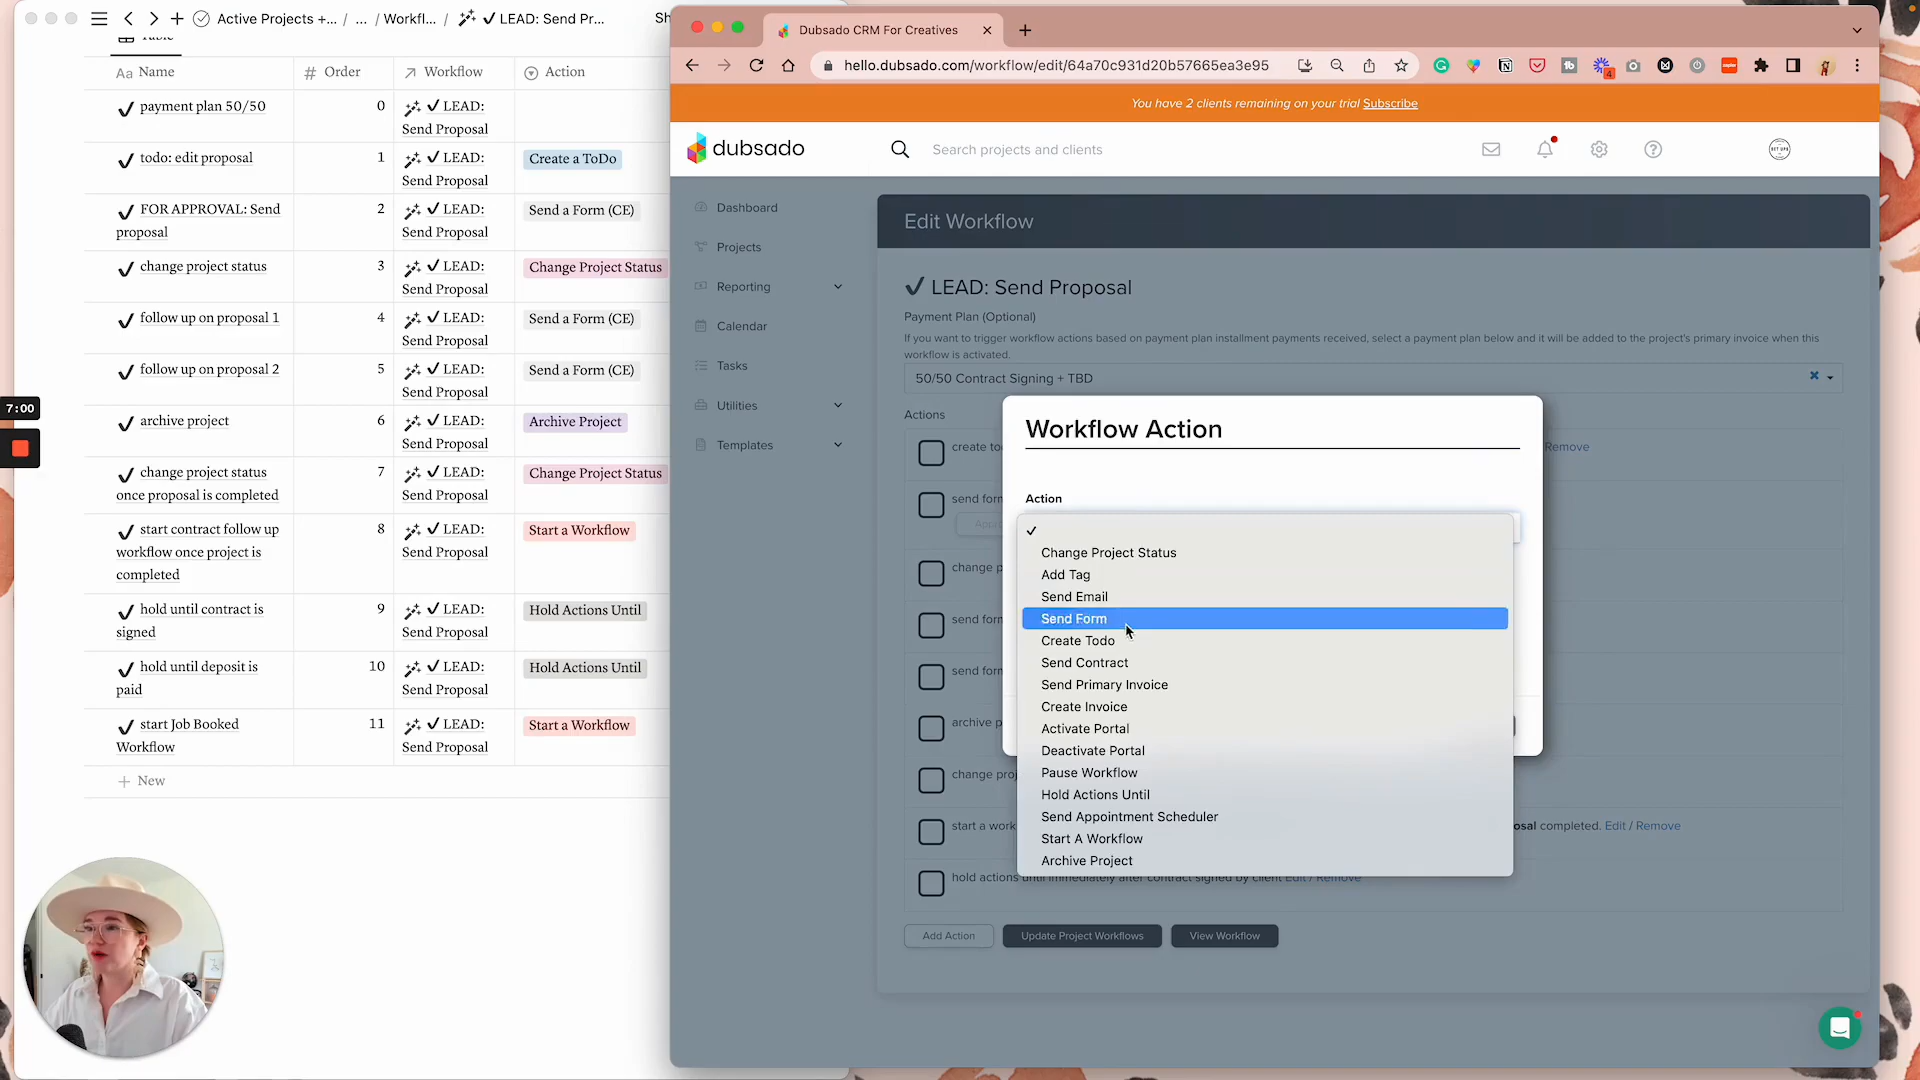 Active Projects +... / ... / Workfl... / ✔ LEAD: Send Pr...
Table
Aa Name
# Order
Workflow
Action
payment plan 50/50
0
✔ LEAD:
Send Proposal
todo: edit proposal
1
✔ LEAD:
Send Proposal
Create a ToDo
FOR APPROVAL: Send
proposal
2
✔ LEAD:
Send Proposal
Send a Form (CE)
change project status
3
✔ LEAD:
Send Proposal
Change Project Status
follow up on proposal 1
4
✔ LEAD:
Send Proposal
Send a Form (CE)
follow up on proposal 2
5
✔ LEAD:
Send Proposal
Send a Form (CE)
archive project
6
✔ LEAD:
Send Proposal
Archive Project
change project status
once proposal is completed
7
✔ LEAD:
Send Proposal
Change Project Status
start contract follow up
workflow once project is
completed
8
✔ LEAD:
Send Proposal
Start a Workflow
hold until contract is
signed
9
✔ LEAD:
Send Proposal
Hold Actions Until
hold until deposit is
paid
10
✔ LEAD:
Send Proposal
Hold Actions Until
start Job Booked
Workflow
11
✔ LEAD:
Send Proposal
Start a Workflow
+ New
7:00
Dubsado CRM For Creatives
hello.dubsado.com/workflow/edit/64a70c931d20b57665ea3e95
4
You have 2 clients remaining on your trial Subscribe
dubsado
Search projects and clients
Dashboard
Projects
Reporting
Calendar
Tasks
Utilities
Templates
Edit Workflow
✔ LEAD: Send Proposal
Payment Plan (Optional)
If you want to trigger workflow actions based on payment plan installment payments received, select a payment plan below and it will be added to the project's primary invoice when this
workflow is activated.
50/50 Contract Signing + TBD
Actions
create to
Remove
send form
change p
send form
send form
archive p
change proj
start a work
osal completed. Edit / Remove
hold actions until immediately after contract signed by client Edit / Remove
Add Action
Update Project Workflows
View Workflow
Workflow Action
Action
✓
Change Project Status
Add Tag
Send Email
Send Form
Create Todo
Send Contract
Send Primary Invoice
Create Invoice
Activate Portal
Deactivate Portal
Pause Workflow
Hold Actions Until
Send Appointment Scheduler
Start A Workflow
Archive Project